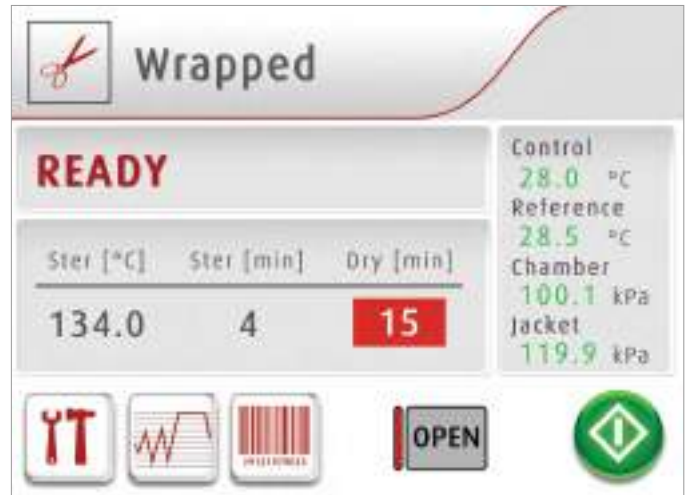 Wrapped
READY
Ster [°C] Ster [min] Dry [min]
134.0 4 15
Control
28.0 °C
Reference
28.5 °C
Chamber
100.1 kPa
Jacket
119.9 kPa
OPEN